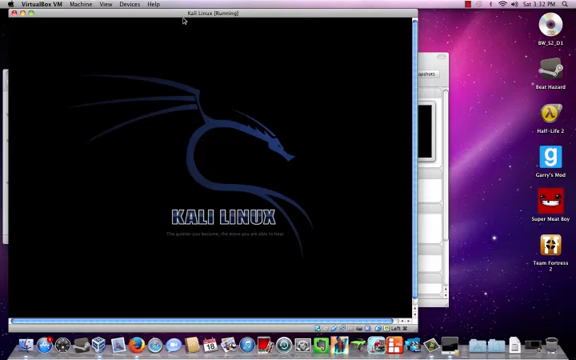 VirtualBox VM Machine View Devices Help
Sat 1:32 PM
Kali Linux [Running]
BW_S2_D1
Beat Hazard
Half-Life 2
Garry's Mod
Super Meat Boy
Team Fortress 2
KALI LINUX
The quieter you become, the more you are able to hear.
Left ⌘